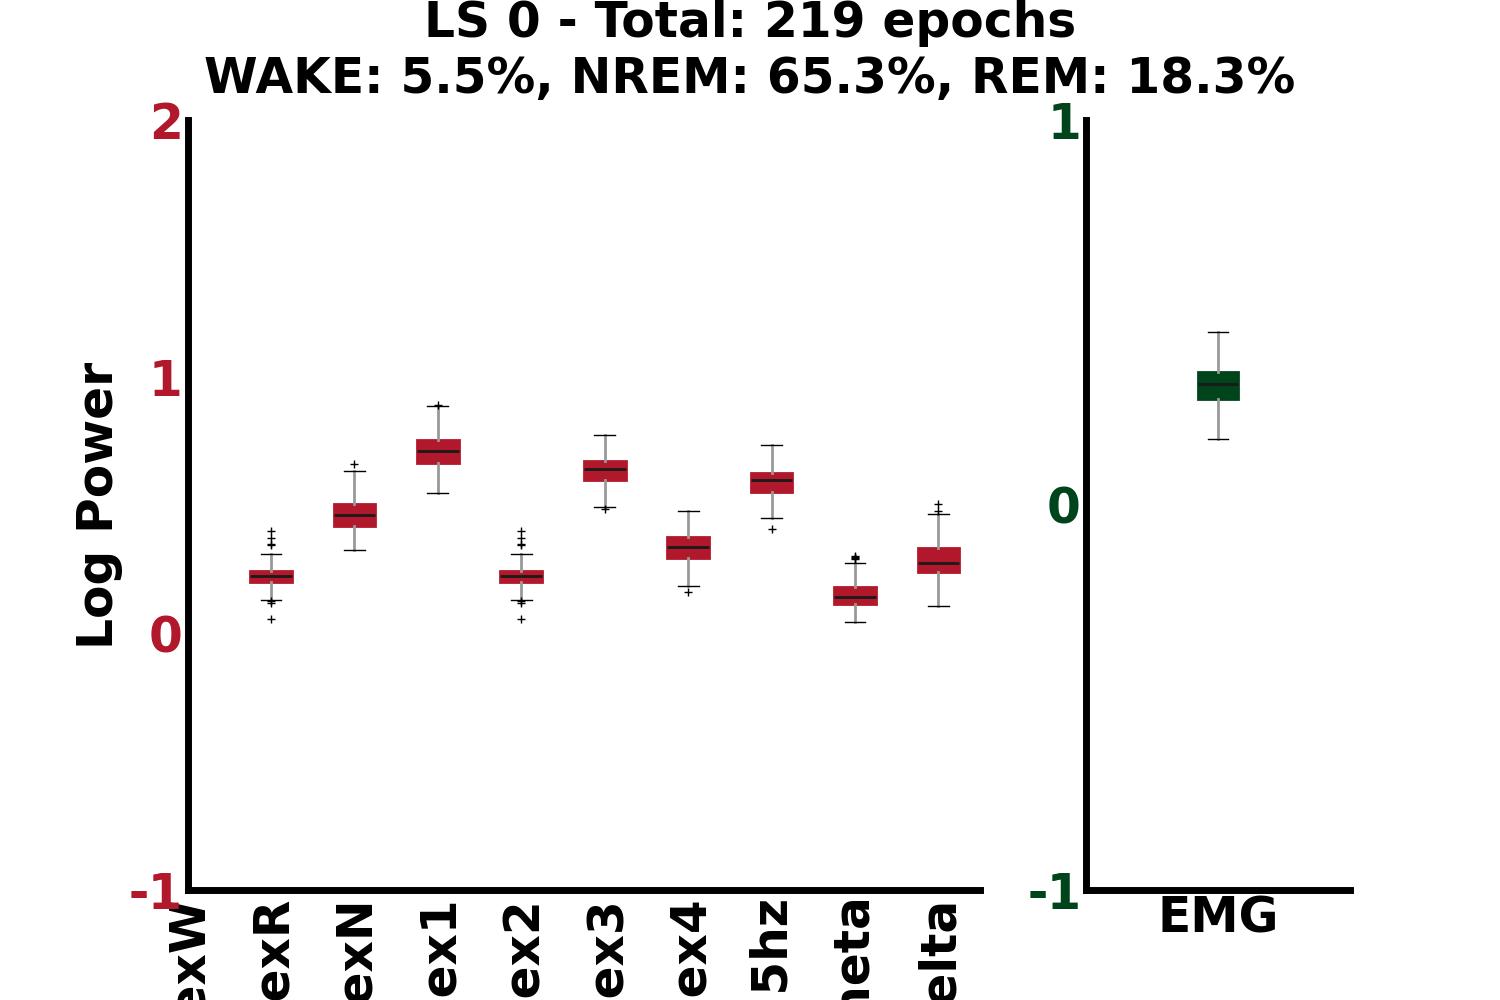 LS 0 - Total: 219 epochs
WAKE: 5.5%, NREM: 65.3%, REM: 18.3%
2
1
0
-1
Log Power
exW
exR
exN
ex1
ex2
ex3
ex4
5hz
eta
elta
1
0
-1
EMG